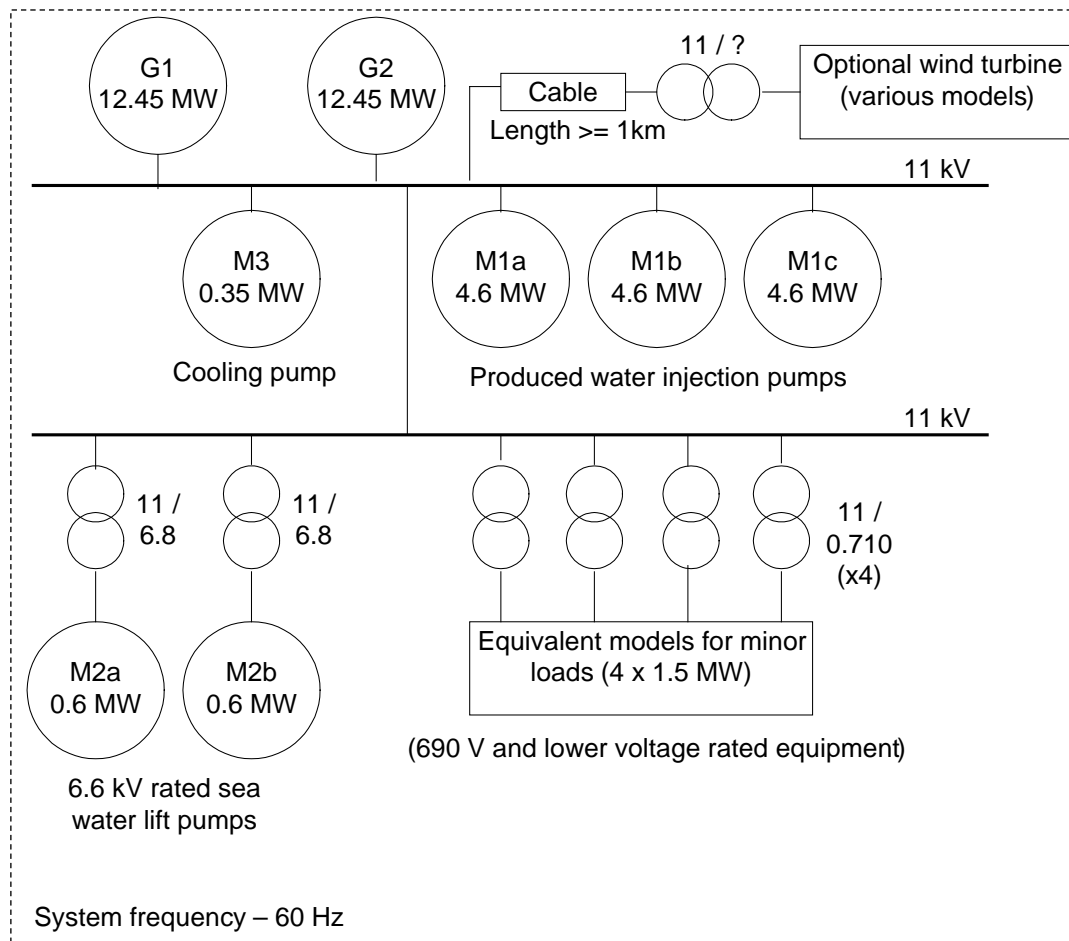 G1
12.45 MW
G2
12.45 MW
11 / ?
Cable
Length >= 1km
Optional wind turbine
(various models)
11 kV
M3
0.35 MW
M1a
4.6 MW
M1b
4.6 MW
M1c
4.6 MW
Cooling pump
Produced water injection pumps
11 kV
11 /
6.8
11 /
6.8
11 /
0.710
(x4)
M2a
0.6 MW
M2b
0.6 MW
Equivalent models for minor
loads (4 x 1.5 MW)
(690 V and lower voltage rated equipment)
6.6 kV rated sea
water lift pumps
System frequency – 60 Hz